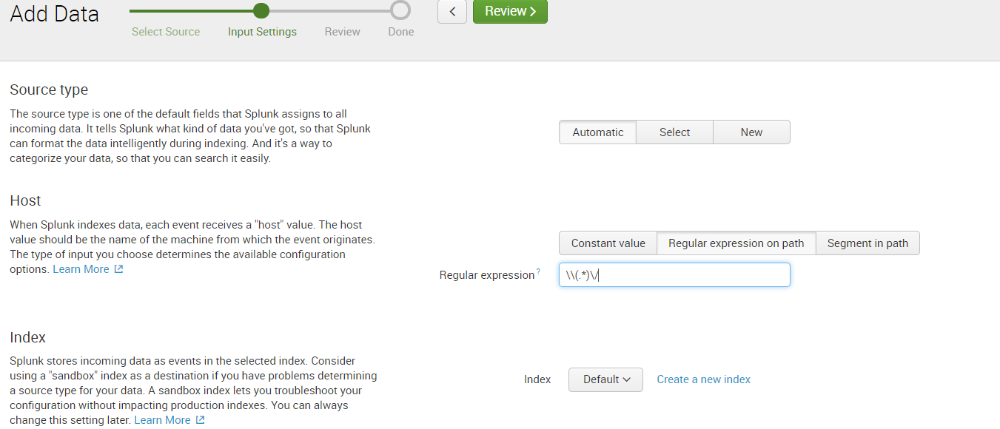 Add Data
Select Source
Input Settings
Review
Done
<
Review >
Source type
The source type is one of the default fields that Splunk assigns to all
incoming data. It tells Splunk what kind of data you've got, so that Splunk
can format the data intelligently during indexing. And it's a way to
categorize your data, so that you can search it easily.
Automatic
Select
New
Host
When Splunk indexes data, each event receives a "host" value. The host
value should be the name of the machine from which the event originates.
The type of input you choose determines the available configuration
options. Learn More
Constant value
Regular expression on path
Segment in path
Regular expression ?
\\(.*)\/
Index
Splunk stores incoming data as events in the selected index. Consider
using a "sandbox" index as a destination if you have problems determining
a source type for your data. A sandbox index lets you troubleshoot your
configuration without impacting production indexes. You can always
change this setting later. Learn More
Index
Default
Create a new index